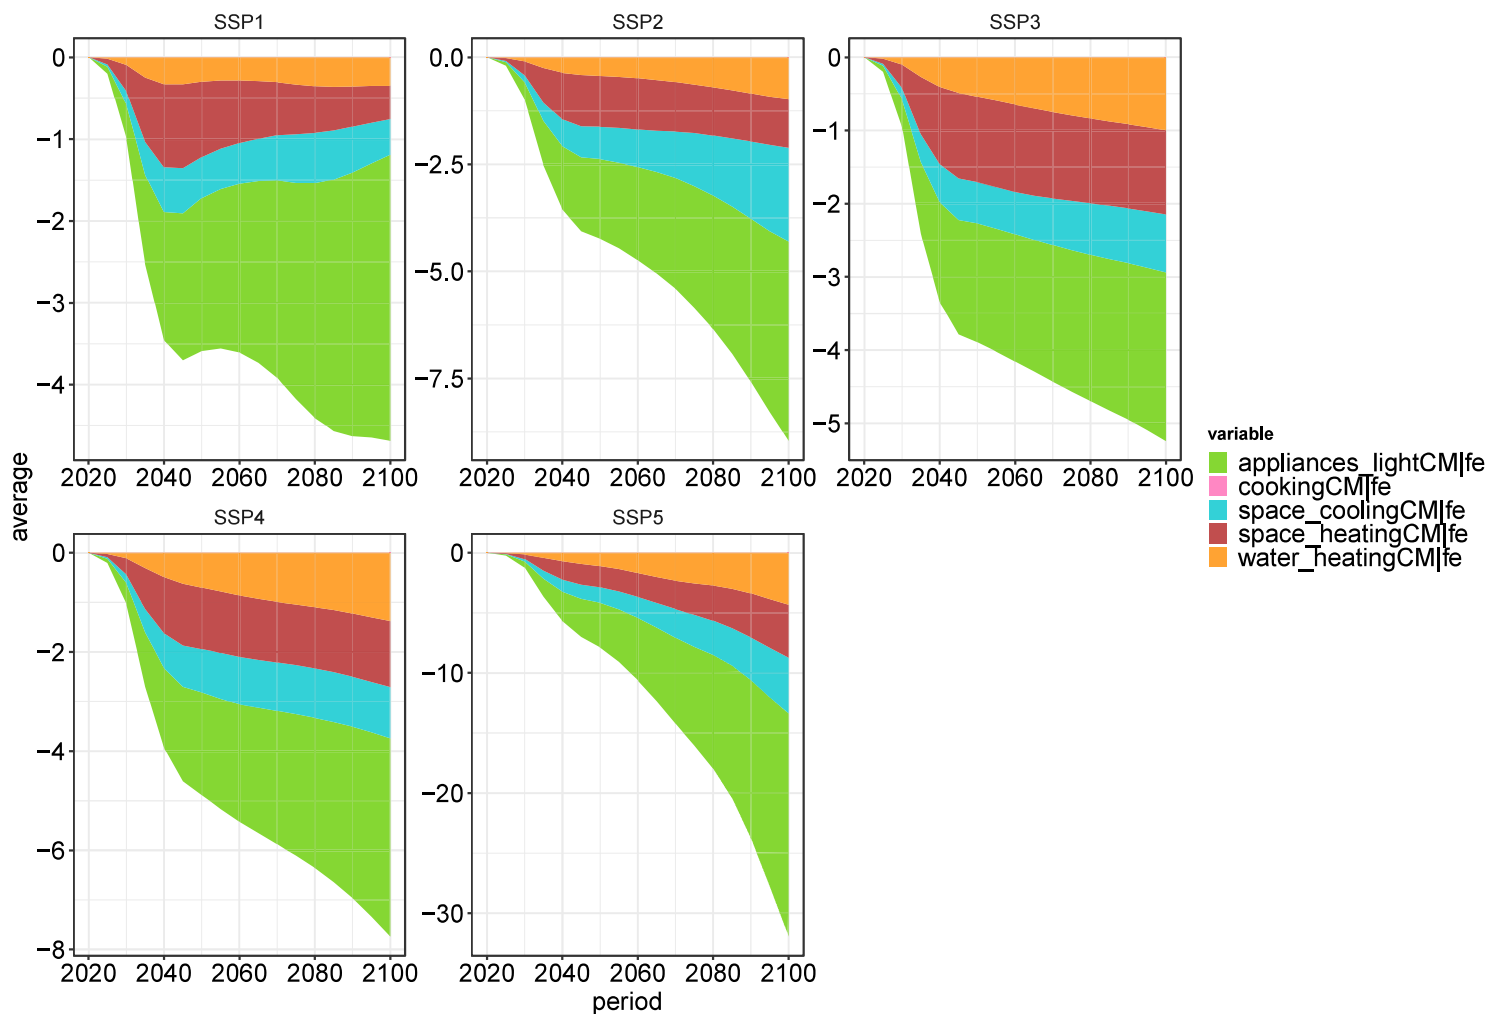 SSP1
SSP2
SSP3
0
−1
−2
−3
−4
0.0
−2.5
−5.0
−7.5
0
−1
−2
−3
−4
−5
2020 2040 2060 2080 2100
2020 2040 2060 2080 2100
2020 2040 2060 2080 2100
average
SSP4
SSP5
0
−2
−4
−6
−8
0
−10
−20
−30
2020 2040 2060 2080 2100
2020 2040 2060 2080 2100
period
variable
appliances_lightCM|fe
cookingCM|fe
space_coolingCM|fe
space_heatingCM|fe
water_heatingCM|fe